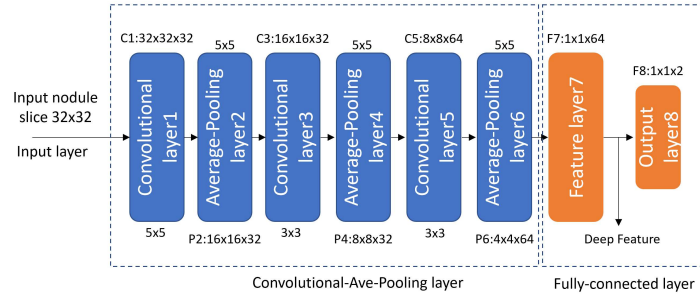 C1:32x32x32
5x5
C3:16x16x32
5x5
C5:8x8x64
5x5
F7:1x1x64
F8:1x1x2
Input nodule
slice 32x32
Input layer
Convolutional
layer1
Average-Pooling
layer2
Convolutional
layer3
Average-Pooling
layer4
Convolutional
layer5
Average-Pooling
layer6
Feature layer7
Output
layer8
5x5
P2:16x16x32
3x3
P4:8x8x32
3x3
P6:4x4x64
Deep Feature
Convolutional-Ave-Pooling layer
Fully-connected layer